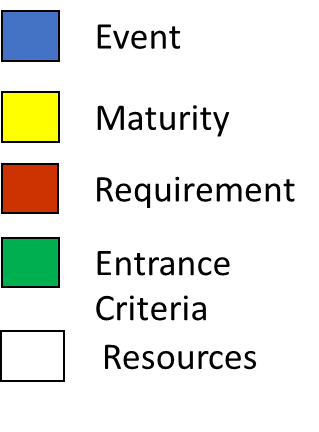 Event
Maturity
Requirement
Entrance
Criteria
Resources